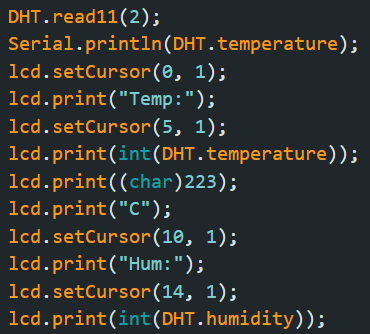 DHT.read11(2);
Serial.println(DHT.temperature);
lcd.setCursor(0, 1);
lcd.print("Temp:");
lcd.setCursor(5, 1);
lcd.print(int(DHT.temperature));
lcd.print((char)223);
lcd.print("C");
lcd.setCursor(10, 1);
lcd.print("Hum:");
lcd.setCursor(14, 1);
lcd.print(int(DHT.humidity));